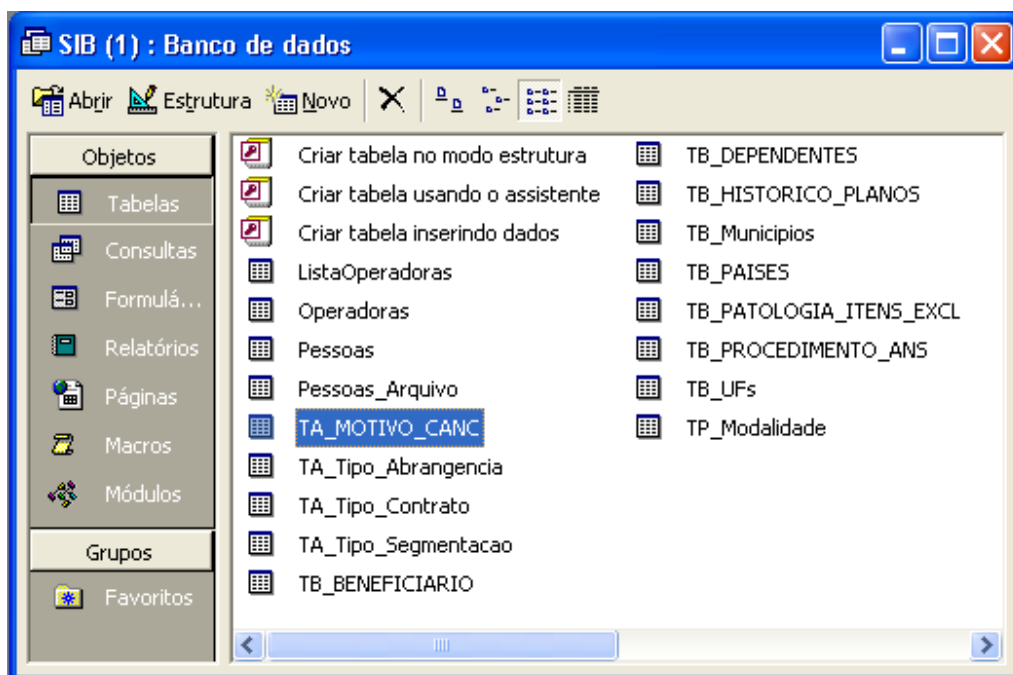 SIB (1) : Banco de dados
Abrir Estrutura Novo
Objetos
Tabelas
Consultas
Formulá...
Relatórios
Páginas
Macros
Módulos
Grupos
Favoritos
Criar tabela no modo estrutura
Criar tabela usando o assistente
Criar tabela inserindo dados
ListaOperadoras
Operadoras
Pessoas
Pessoas_Arquivo
TA_MOTIVO_CANC
TA_Tipo_Abrangencia
TA_Tipo_Contrato
TA_Tipo_Segmentacao
TB_BENEFICIARIO
TB_DEPENDENTES
TB_HISTORICO_PLANOS
TB_Municipios
TB_PAISES
TB_PATOLOGIA_ITENS_EXCL
TB_PROCEDIMENTO_ANS
TB_UFs
TP_Modalidade